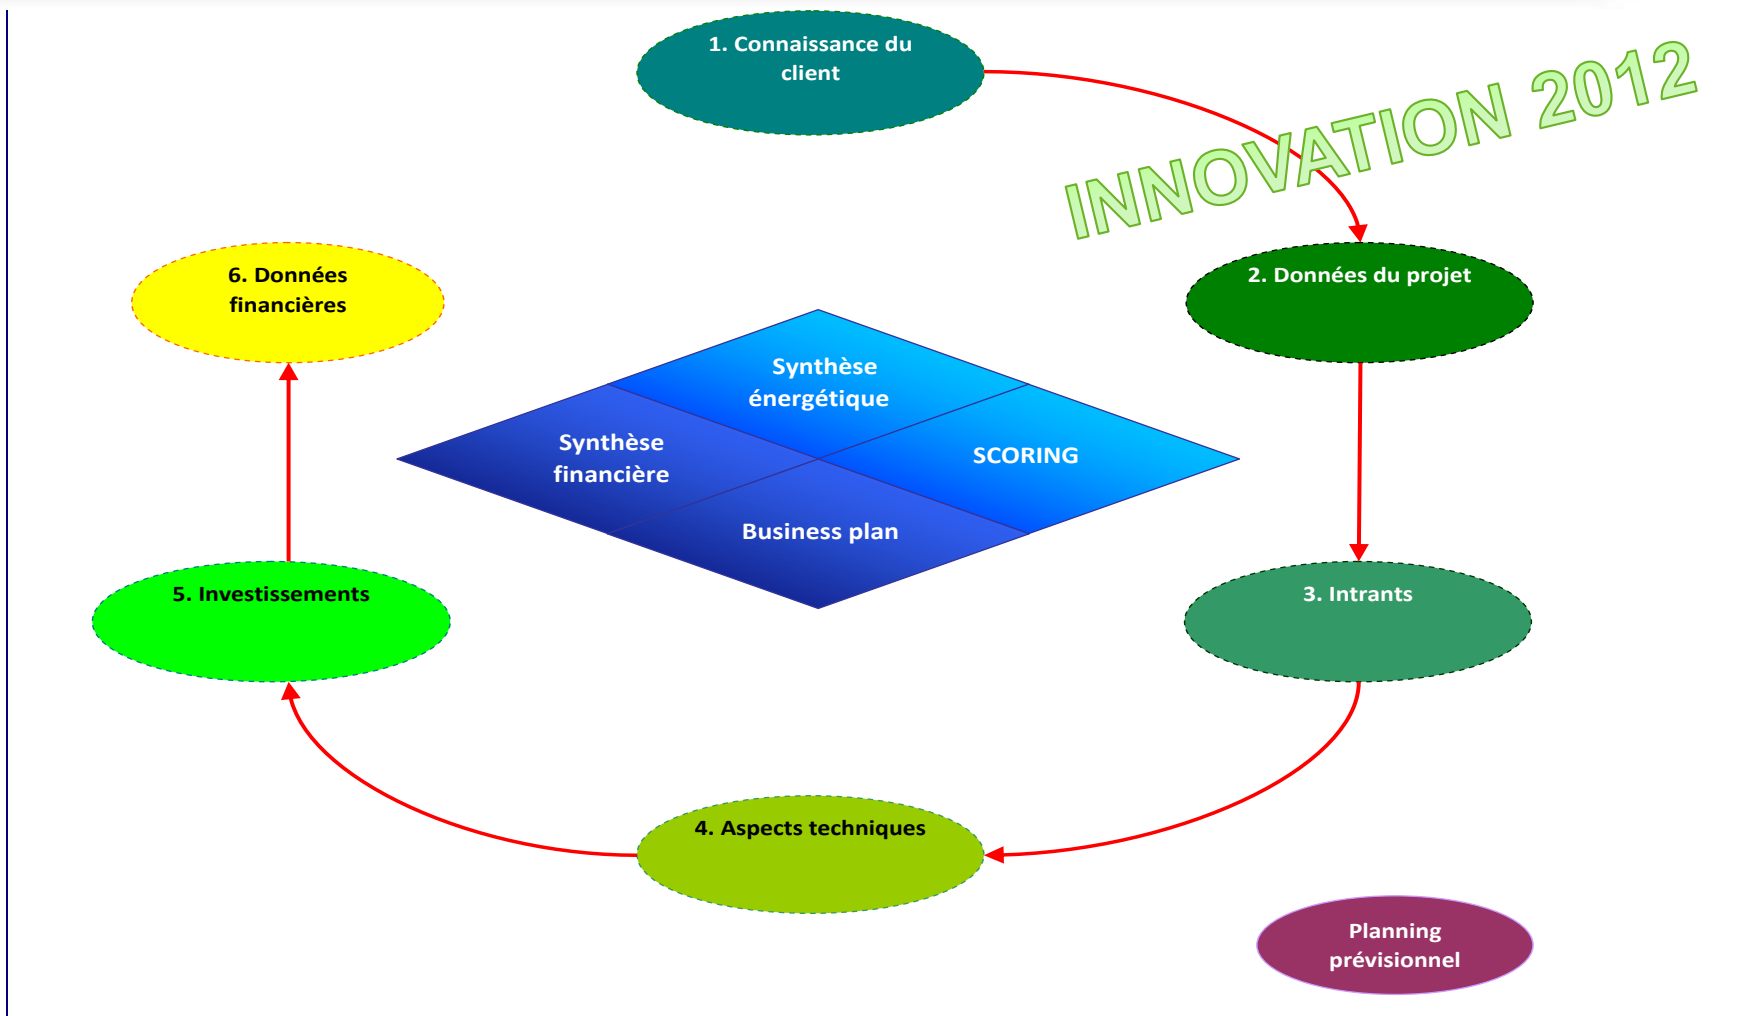 1. Connaissance du
client
INNOVATION 2012
6. Données
financières
2. Données du projet
Synthèse
énergétique
Synthèse
financière
SCORING
Business plan
5. Investissements
3. Intrants
4. Aspects techniques
Planning
prévisionnel